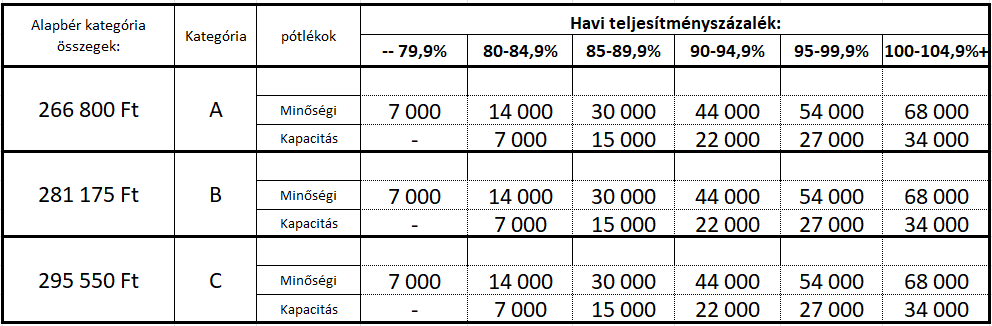 Alapbér kategória összegek: Kategória pótlékok Havi teljesítményszázalék:
-- 79,9% 80-84,9% 85-89,9% 90-94,9% 95-99,9% 100-104,9%+
266 800 Ft A
Minőségi 7 000 14 000 30 000 44 000 54 000 68 000
Kapacitás - 7 000 15 000 22 000 27 000 34 000
281 175 Ft B
Minőségi 7 000 14 000 30 000 44 000 54 000 68 000
Kapacitás - 7 000 15 000 22 000 27 000 34 000
295 550 Ft C
Minőségi 7 000 14 000 30 000 44 000 54 000 68 000
Kapacitás - 7 000 15 000 22 000 27 000 34 000